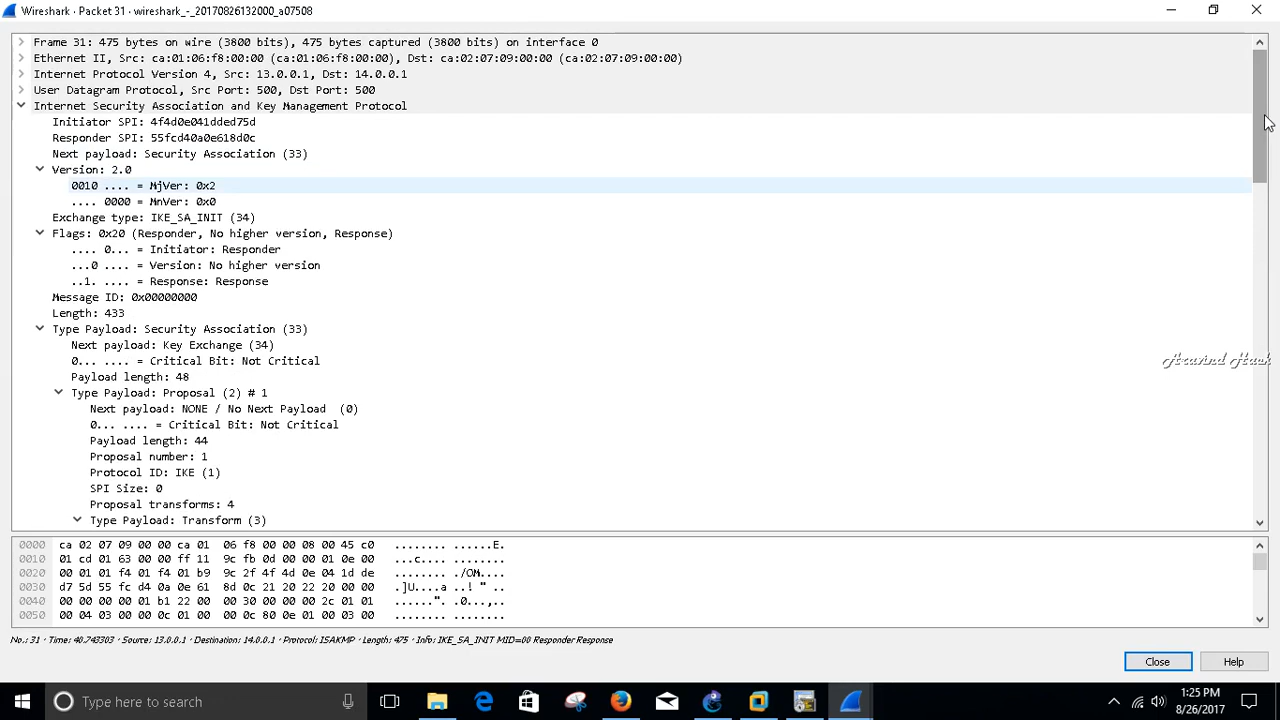 Wireshark · Packet 31 · wireshark_-_20170826132000_a07508
Frame 31: 475 bytes on wire (3800 bits), 475 bytes captured (3800 bits) on interface 0
Ethernet II, Src: ca:01:06:f8:00:00 (ca:01:06:f8:00:00), Dst: ca:02:07:09:00:00 (ca:02:07:09:00:00)
Internet Protocol Version 4, Src: 13.0.0.1, Dst: 14.0.0.1
User Datagram Protocol, Src Port: 500, Dst Port: 500
Internet Security Association and Key Management Protocol
Initiator SPI: 4f4d0e041dded75d
Responder SPI: 55fcd40a0e618d0c
Next payload: Security Association (33)
Version: 2.0
0010 .... = MjVer: 0x2
.... 0000 = MnVer: 0x0
Exchange type: IKE_SA_INIT (34)
Flags: 0x20 (Responder, No higher version, Response)
.... 0... = Initiator: Responder
...0 .... = Version: No higher version
..1. .... = Response: Response
Message ID: 0x00000000
Length: 433
Type Payload: Security Association (33)
Next payload: Key Exchange (34)
0... .... = Critical Bit: Not Critical
Payload length: 48
Type Payload: Proposal (2) # 1
Next payload: NONE / No Next Payload  (0)
0... .... = Critical Bit: Not Critical
Payload length: 44
Proposal number: 1
Protocol ID: IKE (1)
SPI Size: 0
Proposal transforms: 4
Type Payload: Transform (3)
Aravind Hask
0000 ca 02 07 09 00 00 ca 01 06 f8 00 00 08 00 45 c0 ........ ......E.
0010 01 cd 01 63 00 00 ff 11 9c fb 0d 00 00 01 0e 00 ...c.... ........
0020 00 01 01 f4 01 f4 01 b9 9c 2f 4f 4d 0e 04 1d de ........ ./OM....
0030 d7 5d 55 fc d4 0a 0e 61 8d 0c 21 20 22 20 00 00 .]U....a ..! " ..
0040 00 00 00 00 01 b1 22 00 00 30 00 00 00 2c 01 01 ......". .0...,..
0050 00 04 03 00 00 0c 01 00 00 0c 80 0e 01 00 03 00 ........ ........
No.: 31 · Time: 40.743303 · Source: 13.0.0.1 · Destination: 14.0.0.1 · Protocol: ISAKMP · Length: 475 · Info: IKE_SA_INIT MID=00 Responder Response
Close
Help
Type here to search
1:25 PM
8/26/2017